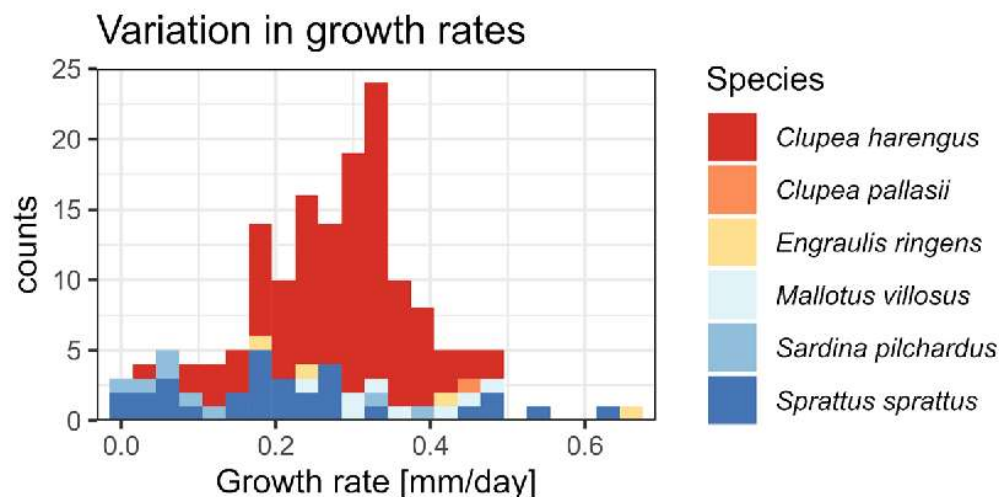 Variation in growth rates
25
20
15
10
5
0
counts
0.0 0.2 0.4 0.6
Growth rate [mm/day]
Species
Clupea harengus
Clupea pallasii
Engraulis ringens
Mallotus villosus
Sardina pilchardus
Sprattus sprattus